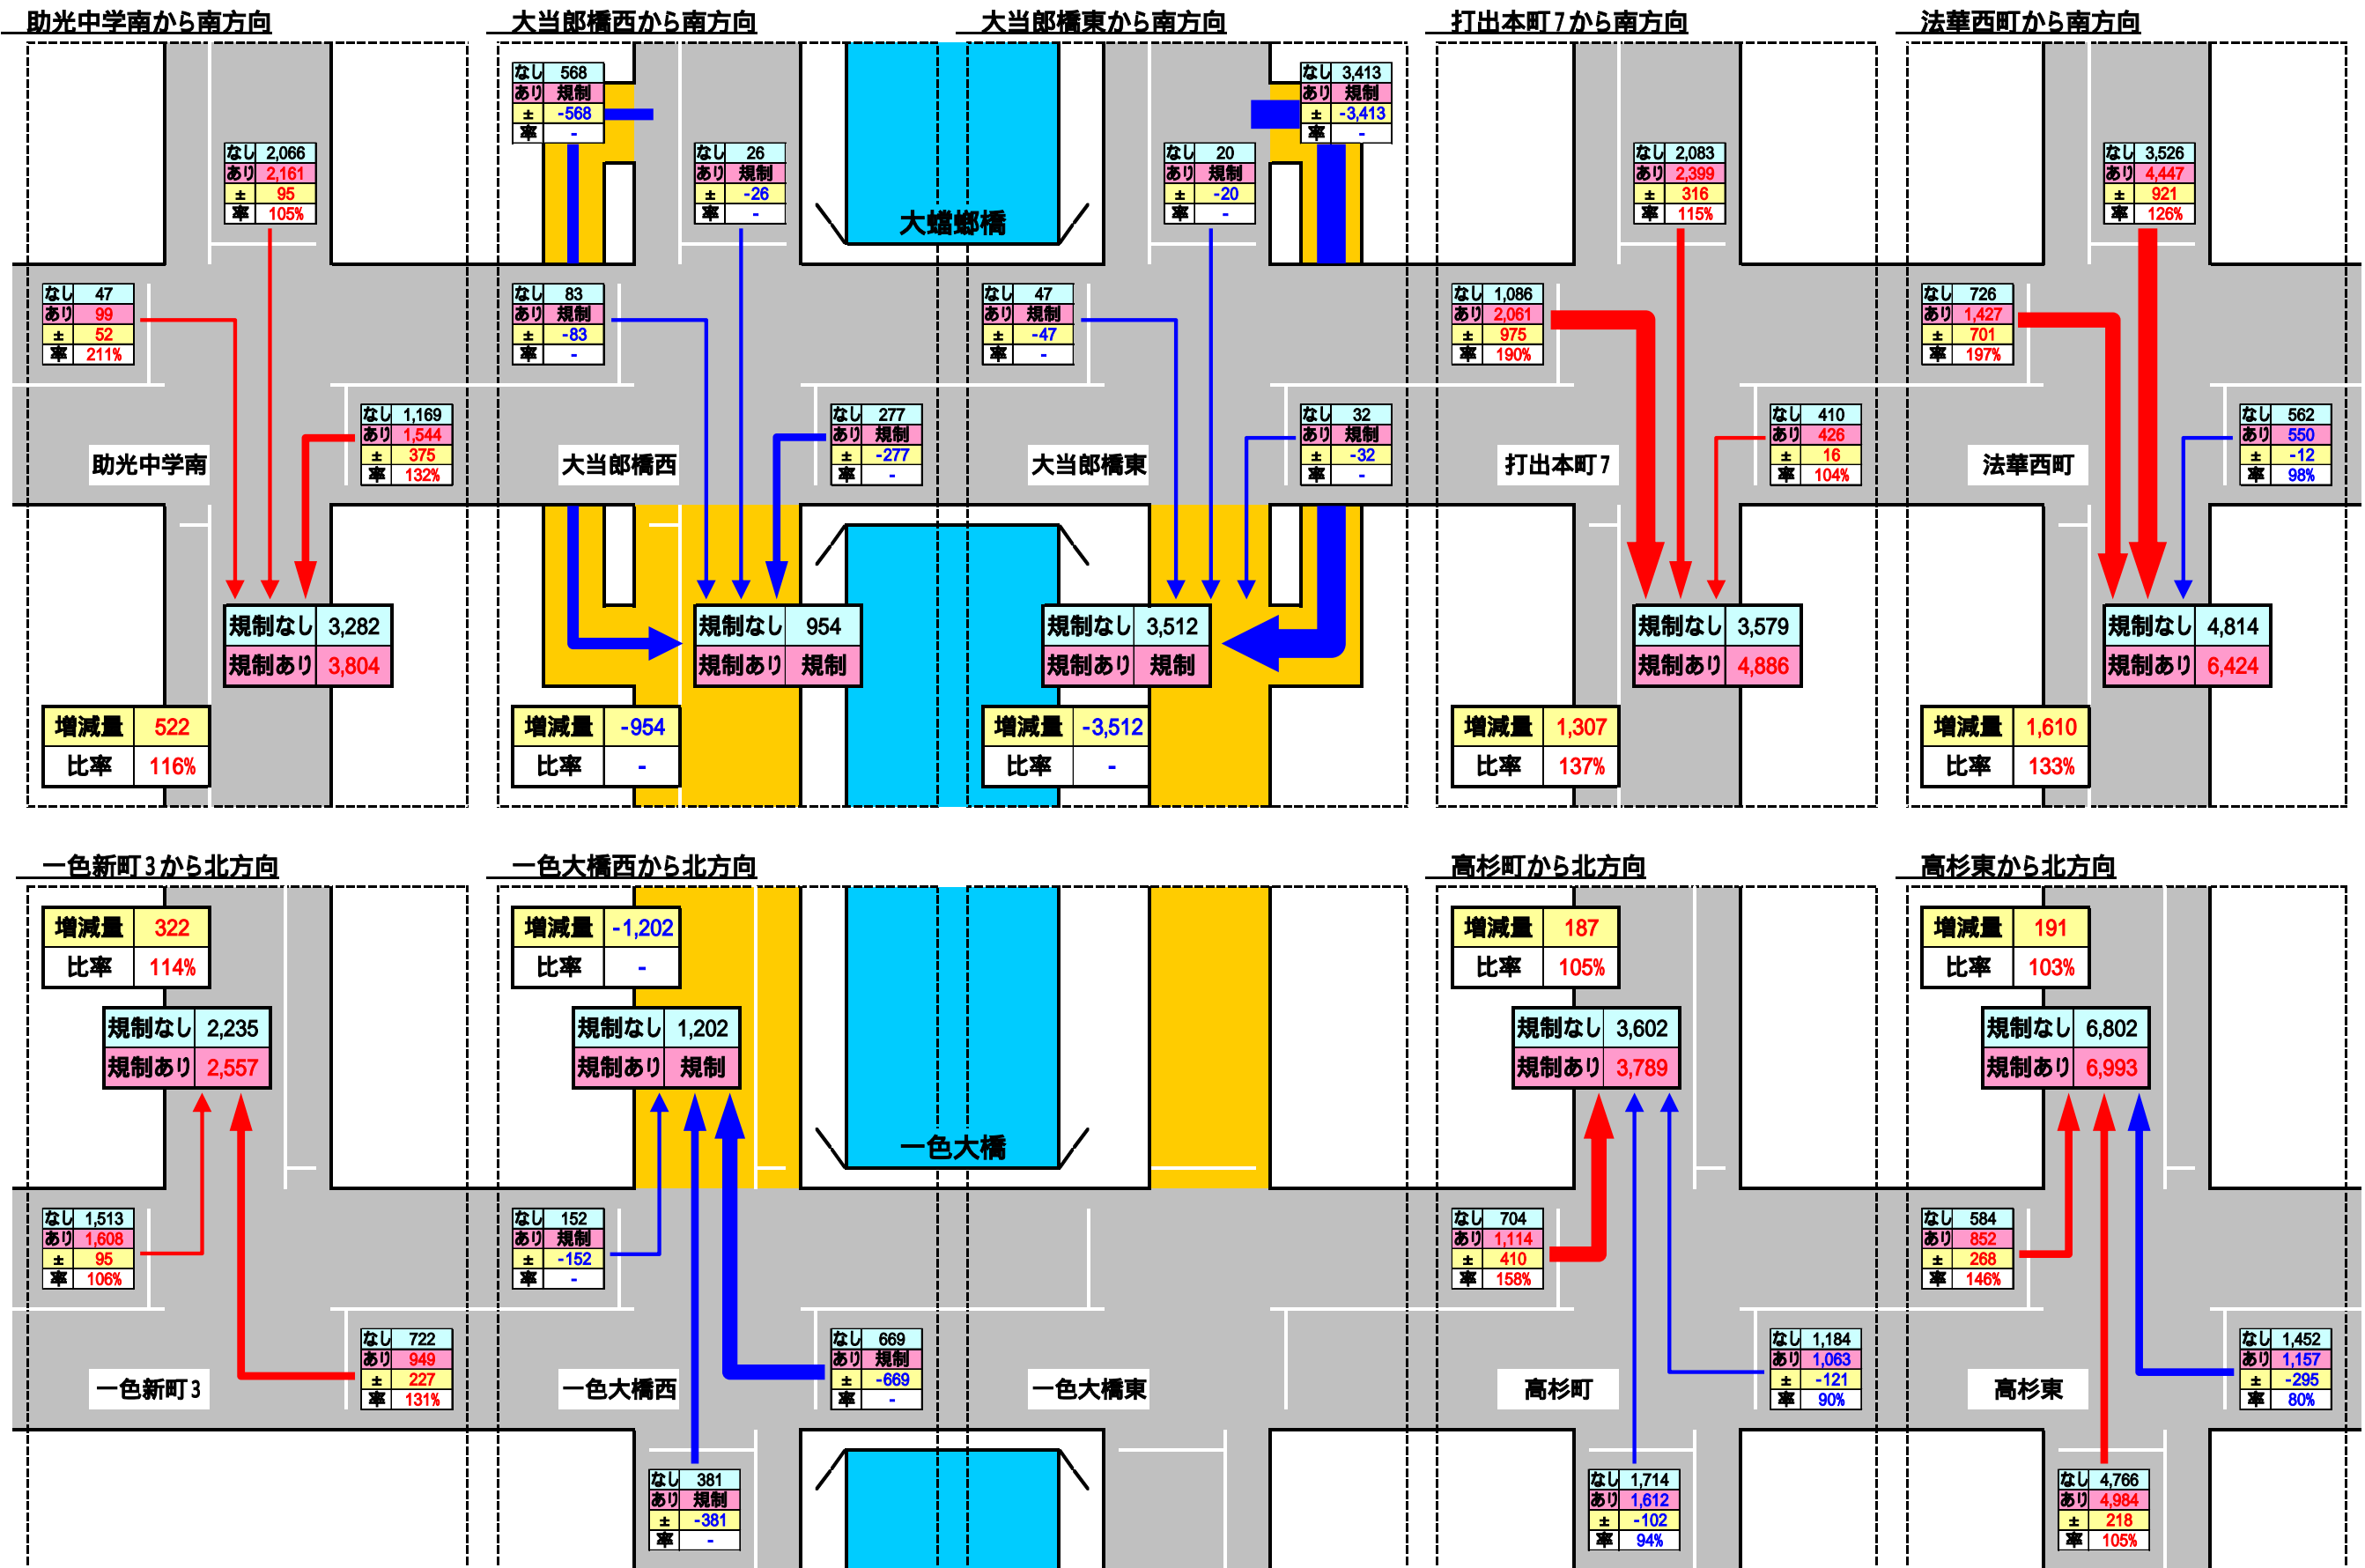 助光中学南から南方向
大当郎橋西から南方向
大当郎橋東から南方向
打出本町7から南方向
法華西町から南方向
なし 568
あり 規制
± -568
率 -
なし 3,413
あり 規制
± -3,413
率 -
なし 2,066
あり 2,161
± 95
率 105%
なし 26
あり 規制
± -26
率 -
なし 20
あり 規制
± -20
率 -
なし 2,083
あり 2,399
± 316
率 115%
なし 3,526
あり 4,447
± 921
率 126%
大蟷螂橋
なし 47
あり 99
± 52
率 211%
なし 83
あり 規制
± -83
率 -
なし 47
あり 規制
± -47
率 -
なし 1,086
あり 2,061
± 975
率 190%
なし 726
あり 1,427
± 701
率 197%
なし 1,169
あり 1,544
± 375
率 132%
なし 277
あり 規制
± -277
率 -
なし 32
あり 規制
± -32
率 -
なし 410
あり 426
± 16
率 104%
なし 562
あり 550
± -12
率 98%
助光中学南
大当郎橋西
大当郎橋東
打出本町7
法華西町
規制なし 3,282
規制あり 3,804
規制なし 954
規制あり 規制
規制なし 3,512
規制あり 規制
規制なし 3,579
規制あり 4,886
規制なし 4,814
規制あり 6,424
増減量 522
比率 116%
増減量 -954
比率 -
増減量 -3,512
比率 -
増減量 1,307
比率 137%
増減量 1,610
比率 133%
一色新町3から北方向
一色大橋西から北方向
高杉町から北方向
高杉東から北方向
増減量 322
比率 114%
増減量 -1,202
比率 -
増減量 187
比率 105%
増減量 191
比率 103%
規制なし 2,235
規制あり 2,557
規制なし 1,202
規制あり 規制
規制なし 3,602
規制あり 3,789
規制なし 6,802
規制あり 6,993
一色大橋
なし 1,513
あり 1,608
± 95
率 106%
なし 152
あり 規制
± -152
率 -
なし 704
あり 1,114
± 410
率 158%
なし 584
あり 852
± 268
率 146%
なし 722
あり 949
± 227
率 131%
なし 669
あり 規制
± -669
率 -
なし 1,184
あり 1,063
± -121
率 90%
なし 1,452
あり 1,157
± -295
率 80%
一色新町3
一色大橋西
一色大橋東
高杉町
高杉東
なし 381
あり 規制
± -381
率 -
なし 1,714
あり 1,612
± -102
率 94%
なし 4,766
あり 4,984
± 218
率 105%